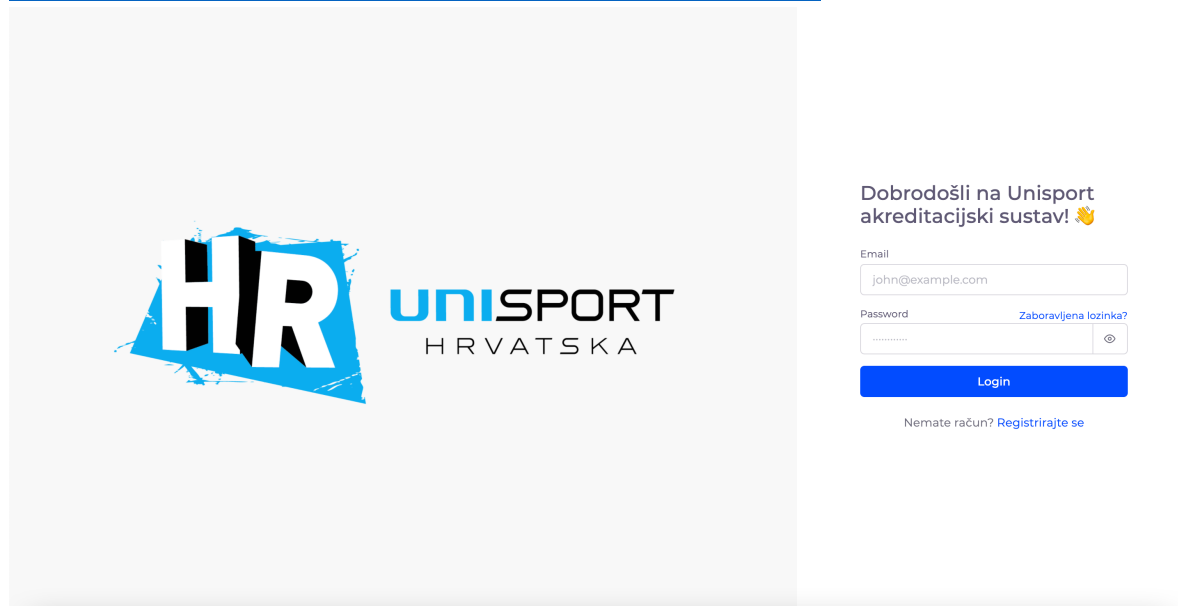 HR
UNISPORT
HRVATSKA
Dobrodošli na Unisport
akreditacijski sustav! 👋
Email
john@example.com
Password Zaboravljena lozinka?
············
Login
Nemate račun? Registrirajte se